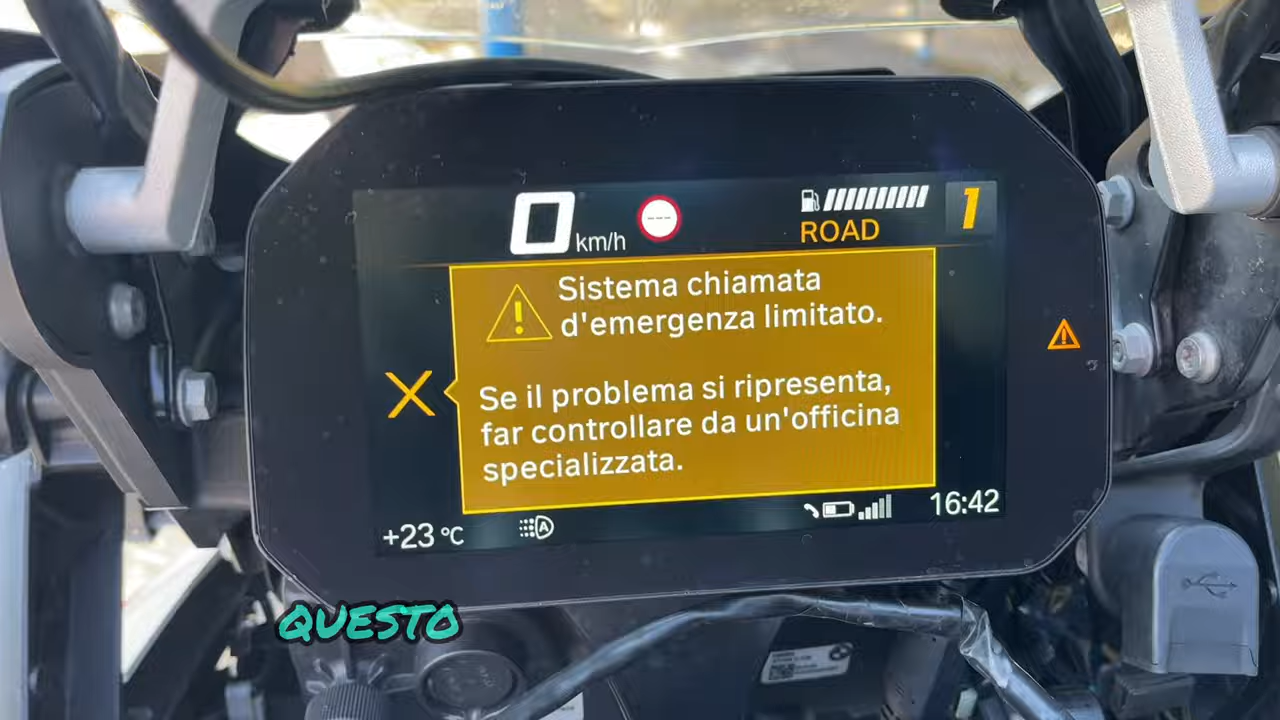 0 km/h
---
ROAD
1
Sistema chiamata
d'emergenza limitato.
Se il problema si ripresenta,
far controllare da un'officina
specializzata.
+23 °C
A
16:42
QUESTO